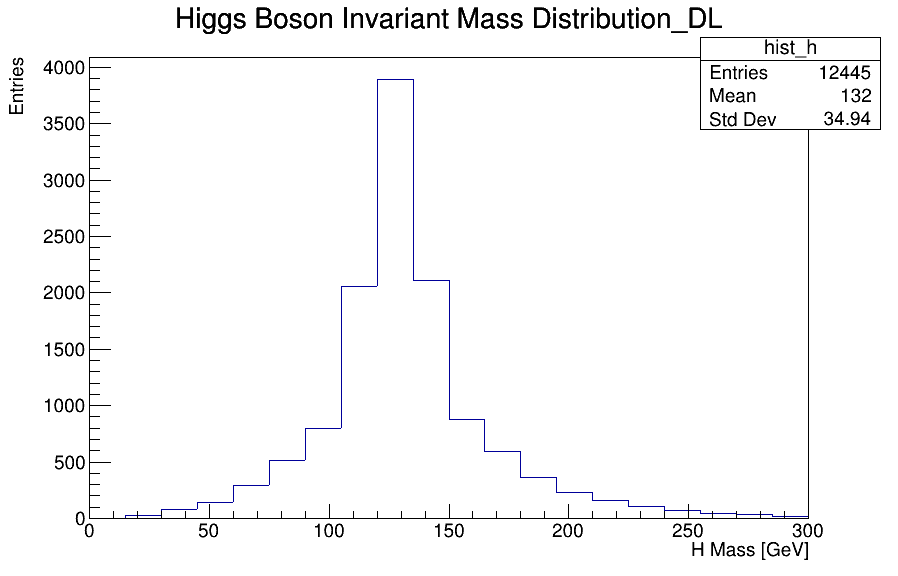 Higgs Boson Invariant Mass Distribution_DL
hist_h
Entries 12445
Mean 132
Std Dev 34.94
Entries
4000
3500
3000
2500
2000
1500
1000
500
0
0 50 100 150 200 250 300
H Mass [GeV]